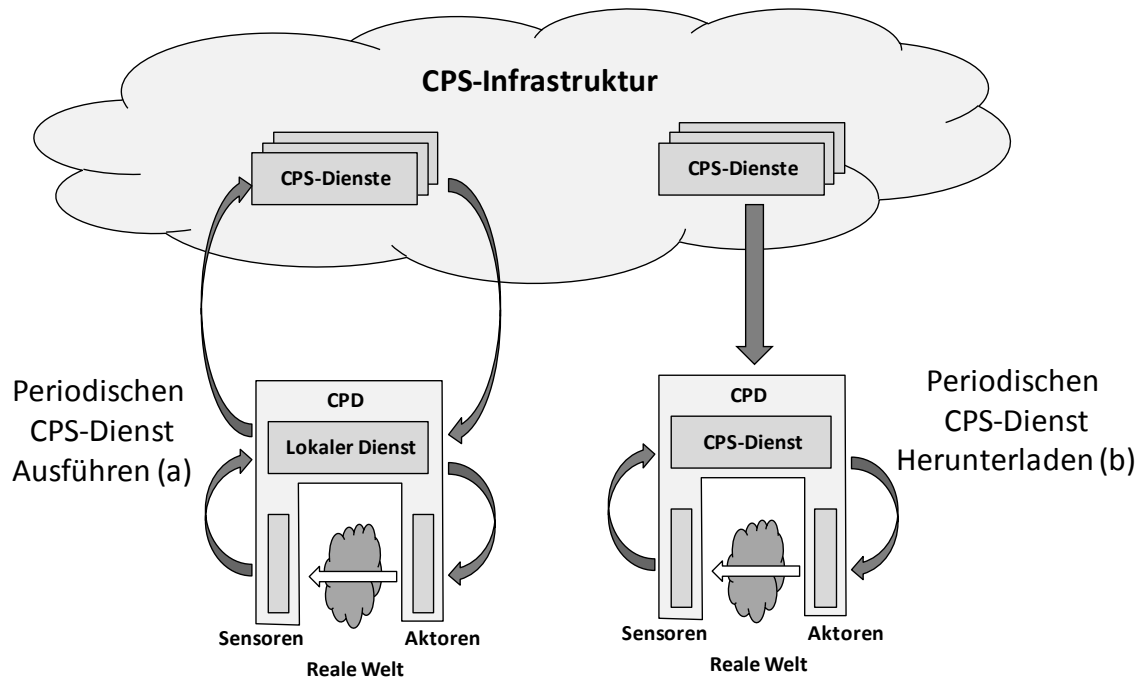 CPS-Infrastruktur
CPS-Dienste
CPS-Dienste
Periodischen
CPS-Dienst
Ausführen (a)
CPD
Lokaler Dienst
Sensoren
Aktoren
Reale Welt
CPD
CPS-Dienst
Periodischen
CPS-Dienst
Herunterladen (b)
Sensoren
Aktoren
Reale Welt